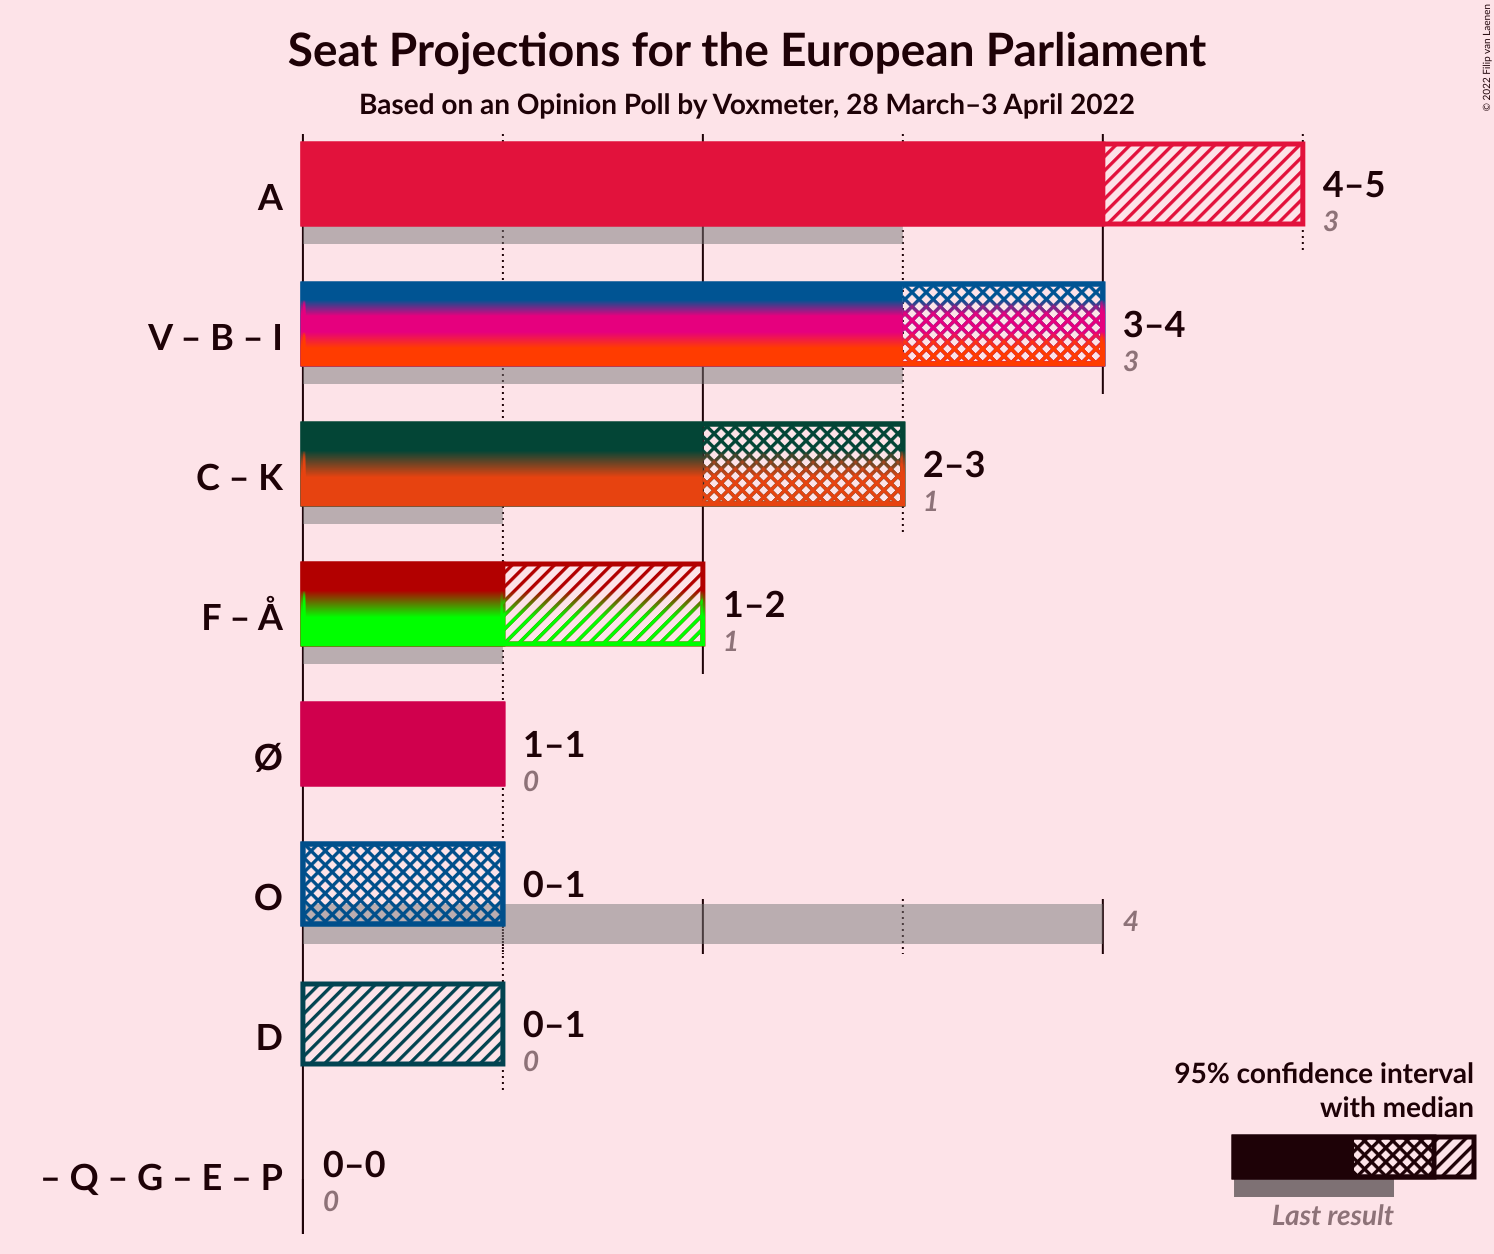 Seat Projections for the European Parliament
Based on an Opinion Poll by Voxmeter, 28 March–3 April 2022
© 2022 Filip van Laenen
A
4–5
3
V – B – I
3–4
3
C – K
2–3
1
F – Å
1–2
1
Ø
1–1
0
O
0–1
4
D
0–1
0
– Q – G – E – P
0–0
0
95% confidence interval
with median
Last result